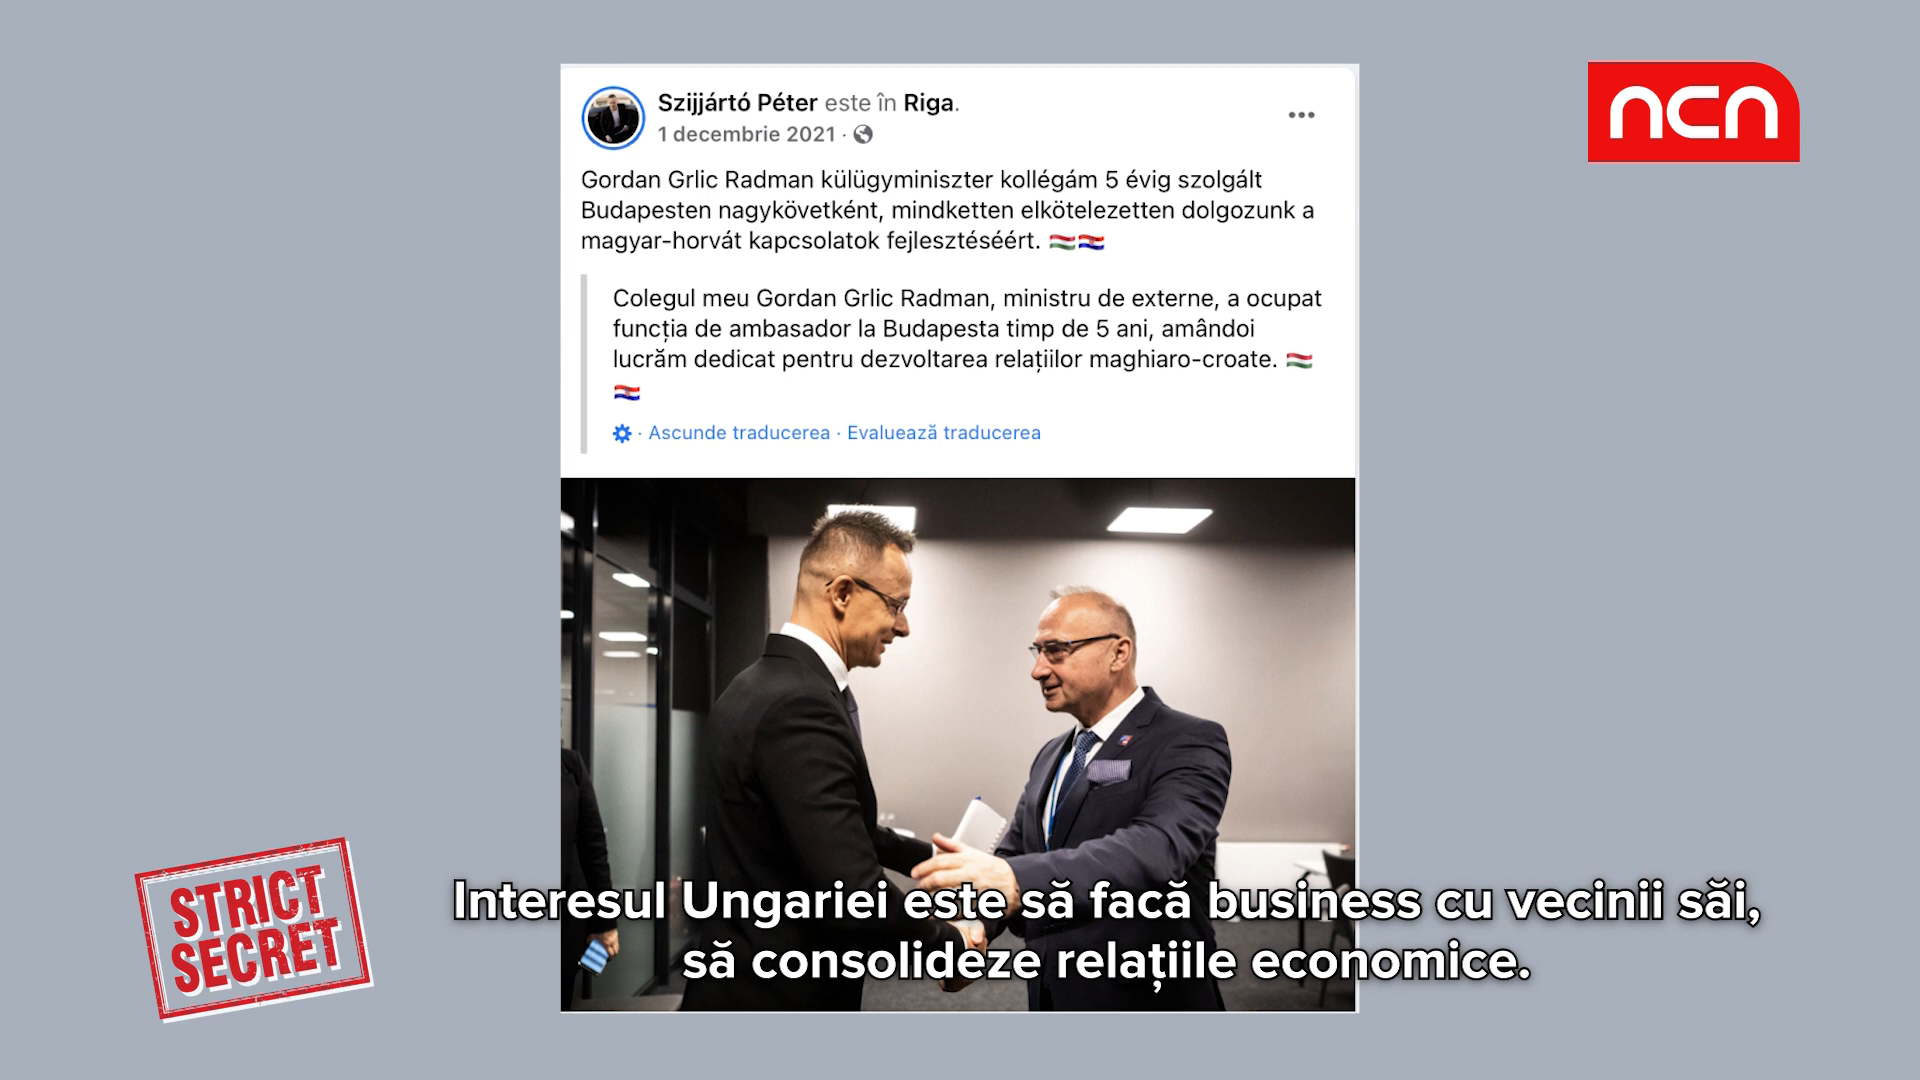 Szijjártó Péter este în Riga.
1 decembrie 2021 ·
Gordan Grlic Radman külügyminiszter kollégám 5 évig szolgált
Budapesten nagykövetként, mindketten elkötelezetten dolgozunk a
magyar-horvát kapcsolatok fejlesztéséért. 🇭🇺🇭🇷
Colegul meu Gordan Grlic Radman, ministru de externe, a ocupat
funcția de ambasador la Budapesta timp de 5 ani, amândoi
lucrăm dedicat pentru dezvoltarea relațiilor maghiaro-croate. 🇭🇺
🇭🇷
· Ascunde traducerea · Evaluează traducerea
ncn
STRICT
SECRET
Interesul Ungariei este să facă business cu vecinii săi,
să consolideze relațiile economice.